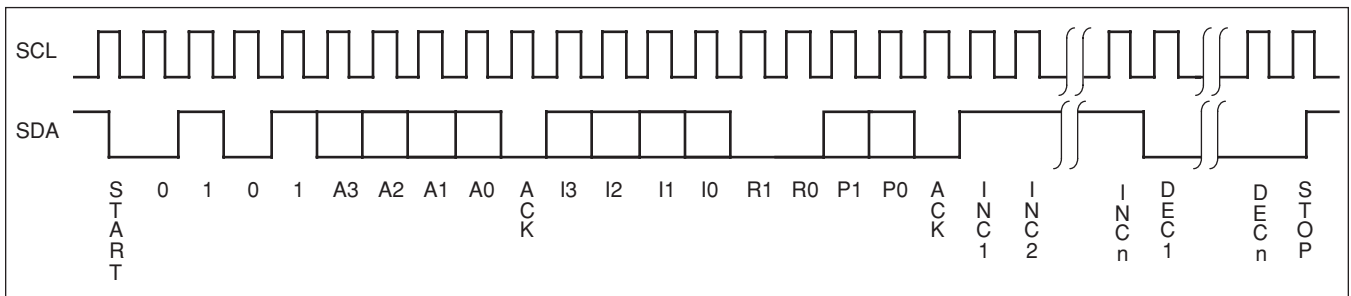 SCL
SDA
START 0 1 0 1 A3 A2 A1 A0 ACK I3 I2 I1 I0 R1 R0 P1 P0 ACK INC1 INC2 INCn DEC1 DECn STOP